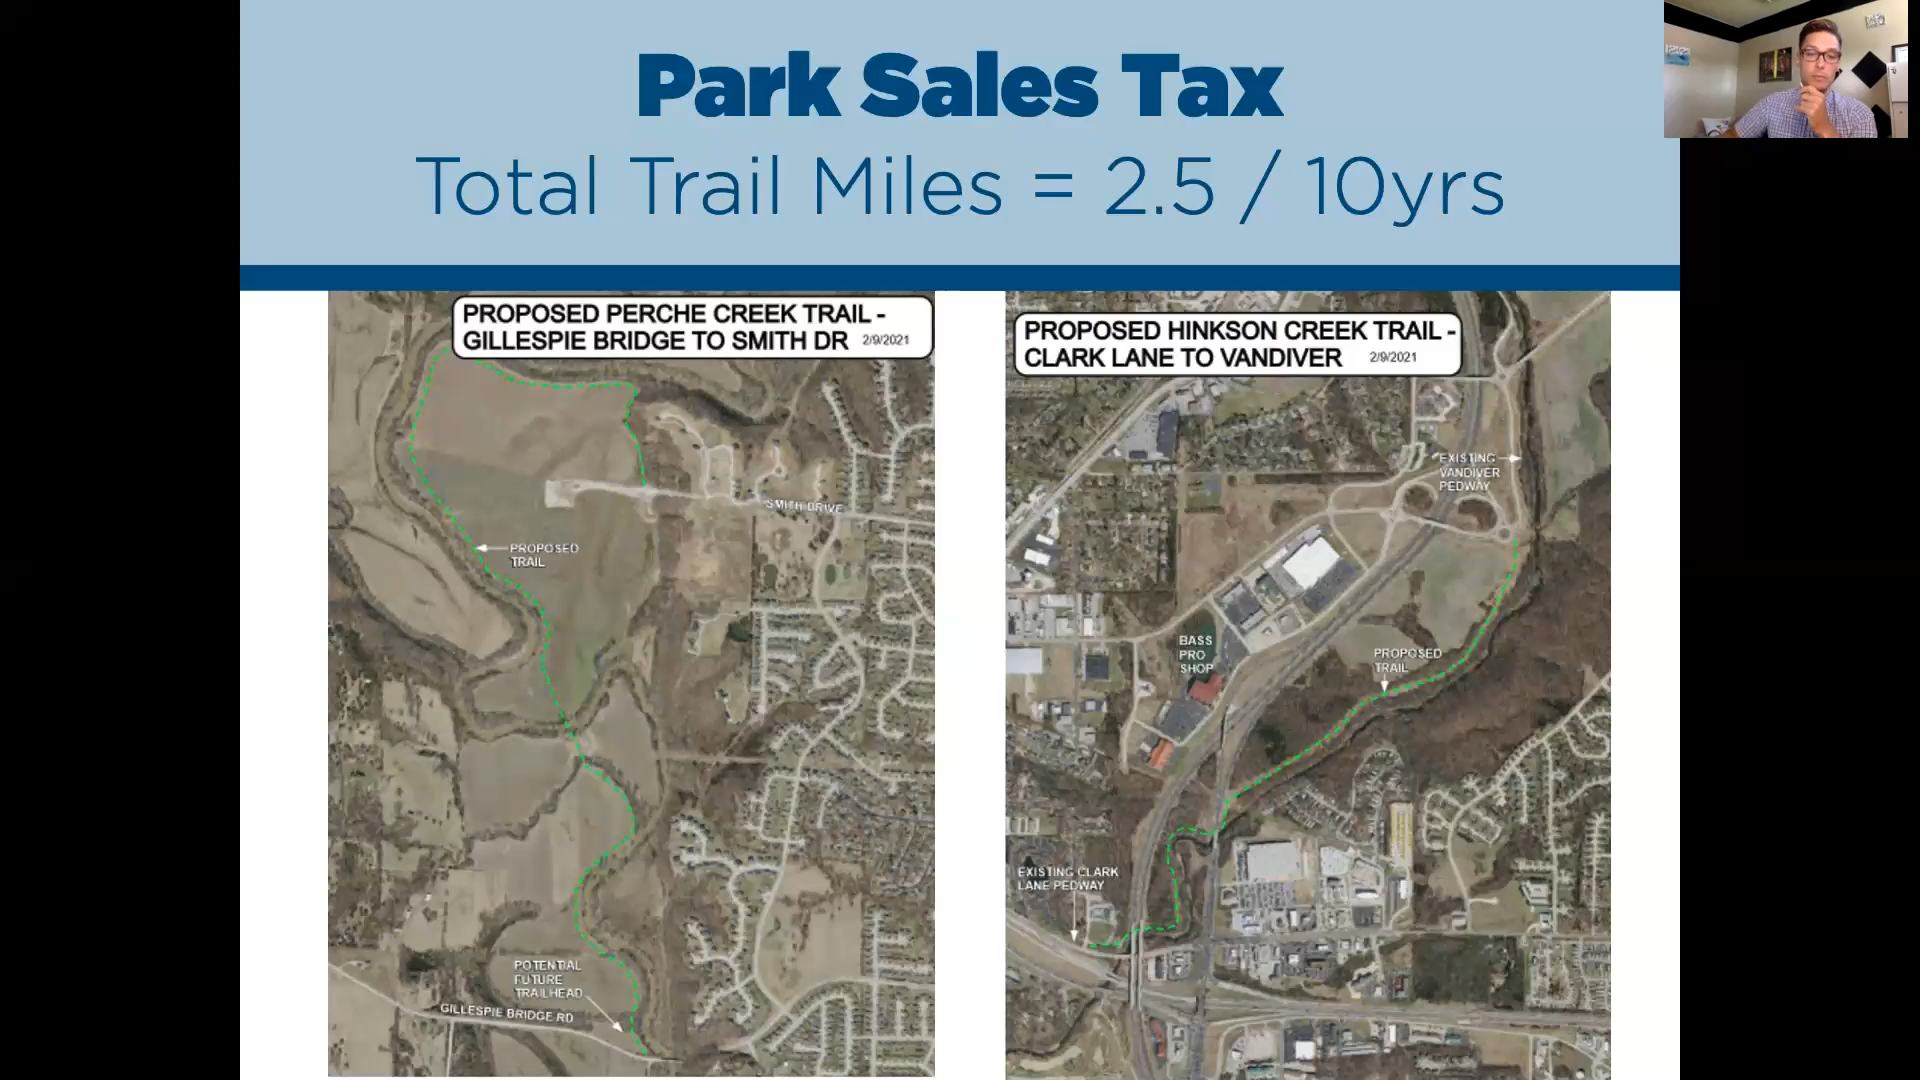 Park Sales Tax
Total Trail Miles = 2.5 / 10yrs
PROPOSED PERCHE CREEK TRAIL -
GILLESPIE BRIDGE TO SMITH DR 2/9/2021
SMITH DRIVE
PROPOSED
TRAIL
POTENTIAL
FUTURE
TRAILHEAD
GILLESPIE BRIDGE RD
PROPOSED HINKSON CREEK TRAIL -
CLARK LANE TO VANDIVER 2/9/2021
EXISTING
VANDIVER
PEDWAY
BASS
PRO
SHOP
PROPOSED
TRAIL
EXISTING CLARK
LANE PEDWAY